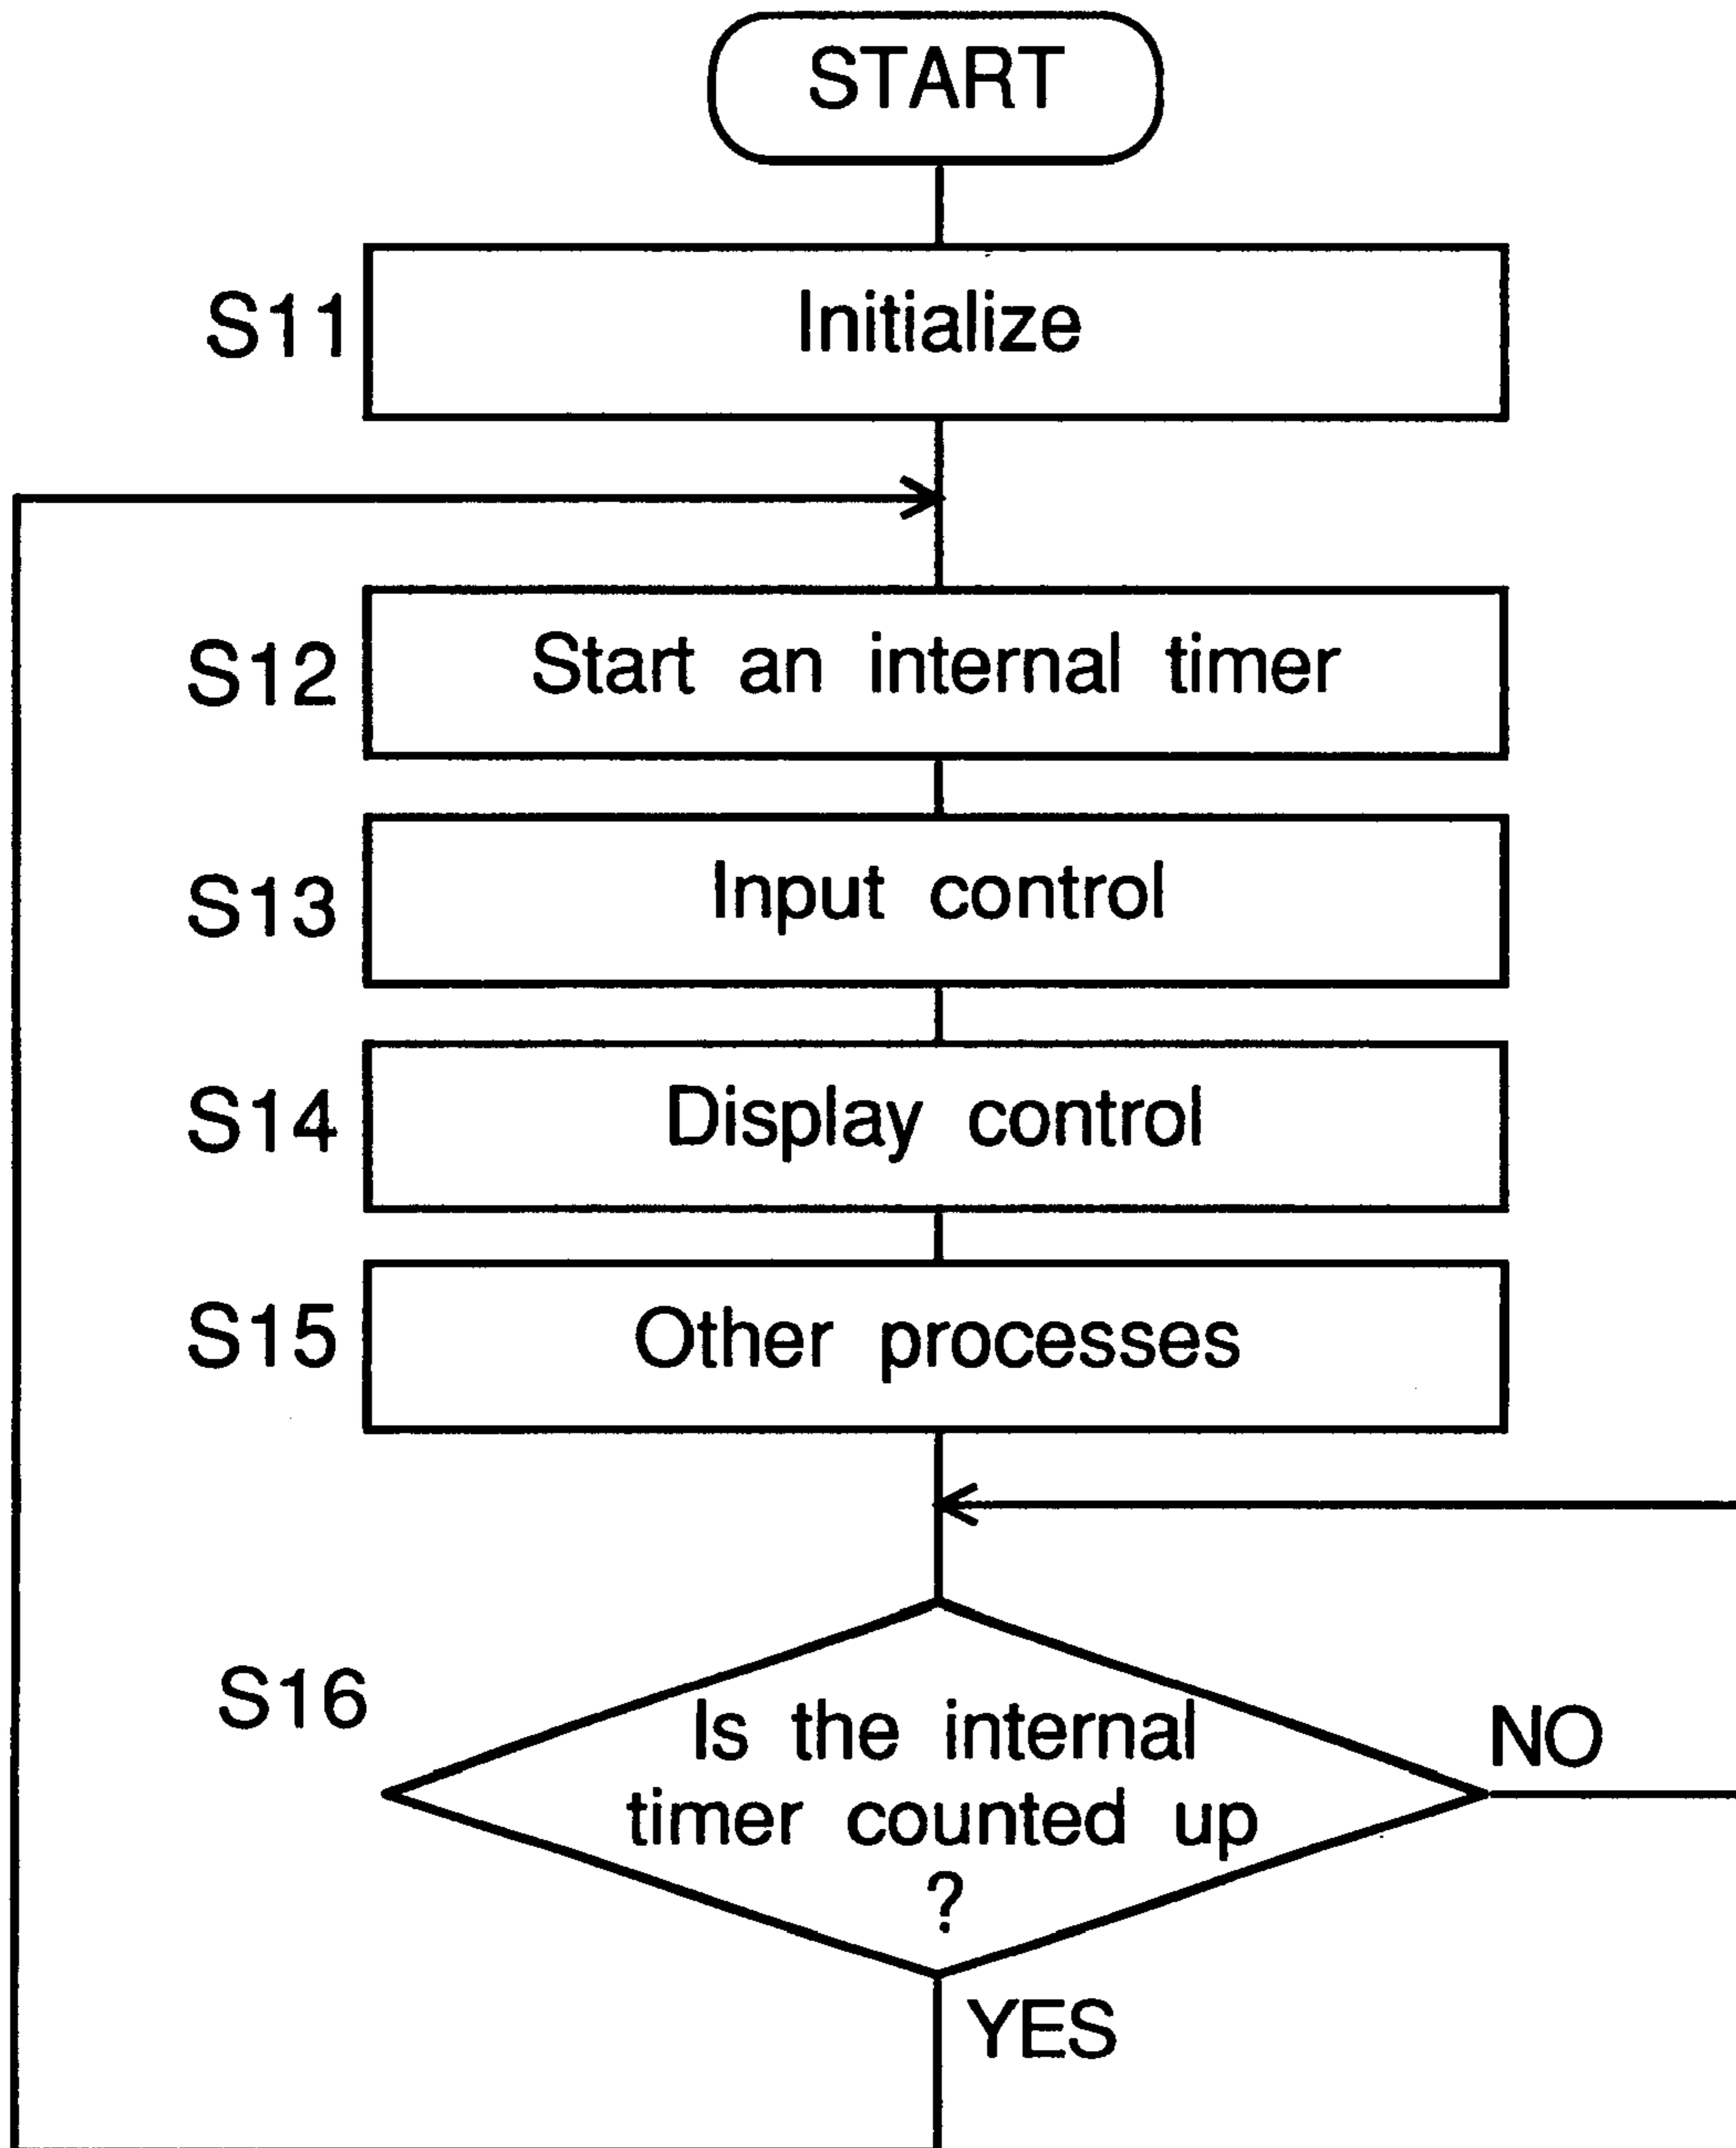 START
S11 Initialize
S12 Start an internal timer
S13 Input control
S14 Display control
S15 Other processes
S16
Is the internal
NO
timer counted up
?
YES